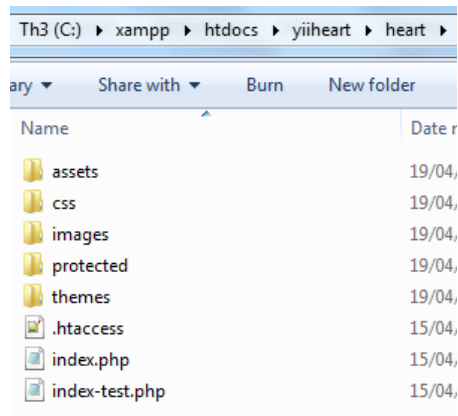 Th3 (C:) ▸ xampp ▸ htdocs ▸ yiiheart ▸ heart ▸
ary ▾ Share with ▾ Burn New folder
Name Date r
assets 19/04/
css 19/04/
images 19/04/
protected 19/04/
themes 19/04/
.htaccess 15/04/
index.php 15/04/
index-test.php 15/04/